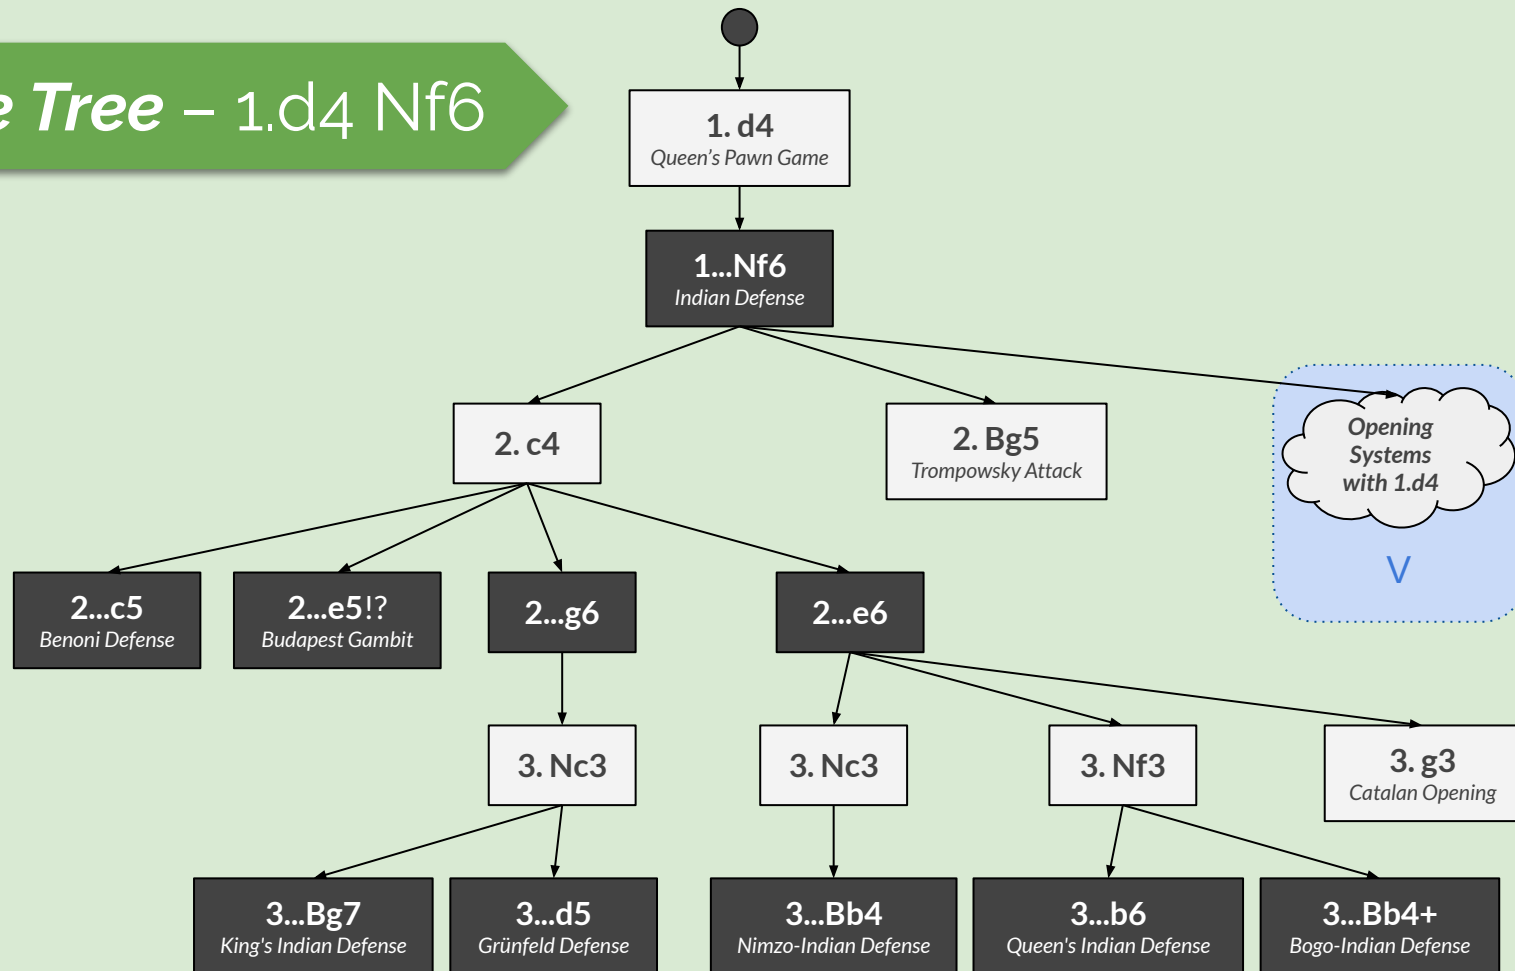 e Tree – 1.d4 Nf6
1. d4
Queen's Pawn Game
1...Nf6
Indian Defense
2. c4
2. Bg5
Trompowsky Attack
Opening
Systems
with 1.d4
V
2...c5
Benoni Defense
2...e5!?
Budapest Gambit
2...g6
2...e6
3. Nc3
3. Nc3
3. Nf3
3. g3
Catalan Opening
3...Bg7
King's Indian Defense
3...d5
Grünfeld Defense
3...Bb4
Nimzo-Indian Defense
3...b6
Queen's Indian Defense
3...Bb4+
Bogo-Indian Defense